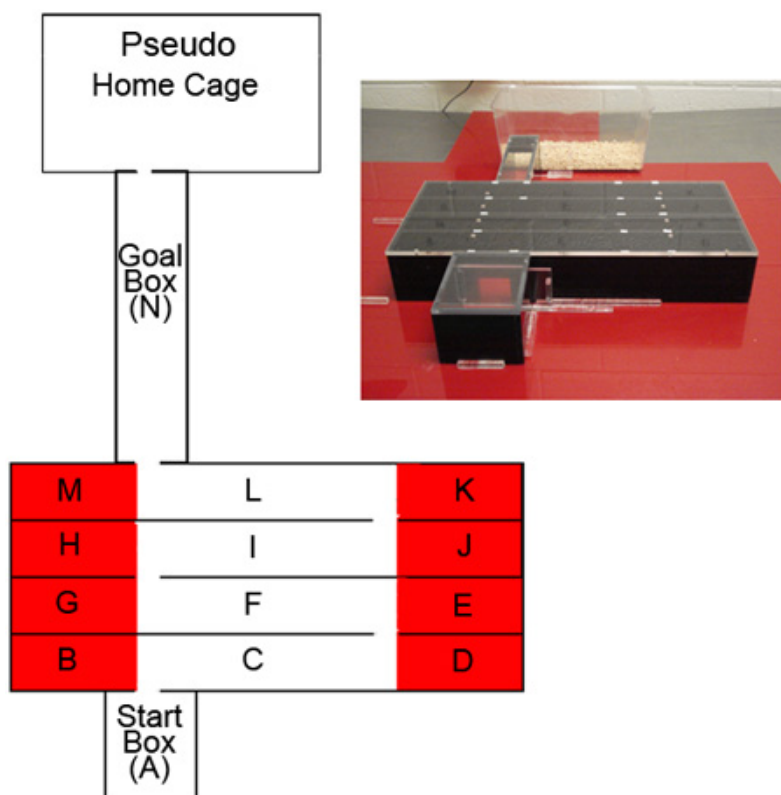 Pseudo
Home Cage
Goal
Box
(N)
M L K
H I J
G F E
B C D
Start
Box
(A)